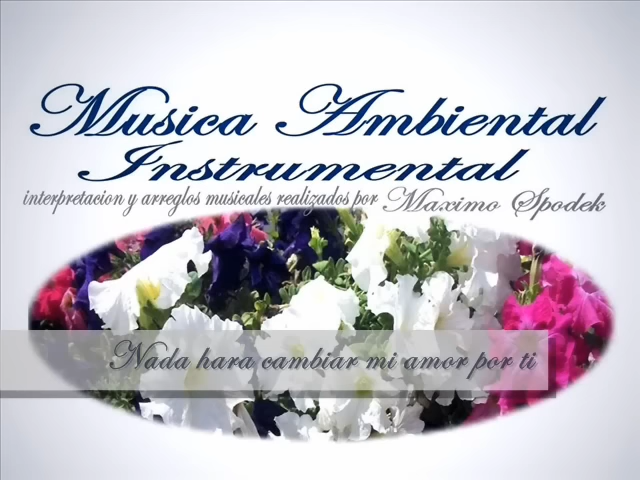 Musica Ambiental
Instrumental
interpretacion y arreglos musicales realizados por Maximo Spodek
Nada hara cambiar mi amor por ti